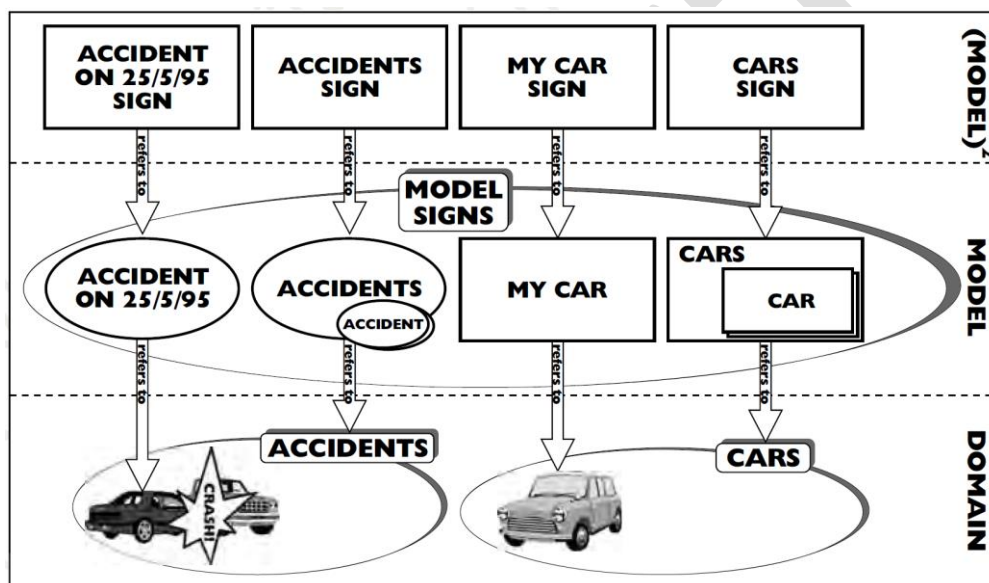 ACCIDENT
ON 25/5/95
SIGN
ACCIDENTS
SIGN
MY CAR
SIGN
CARS
SIGN
(MODEL)²
refers to
refers to
refers to
refers to
MODEL
SIGNS
ACCIDENT
ON 25/5/95
ACCIDENTS
ACCIDENT
MY CAR
CARS
CAR
MODEL
refers to
refers to
refers to
refers to
ACCIDENTS
CARS
CRASH!
DOMAIN